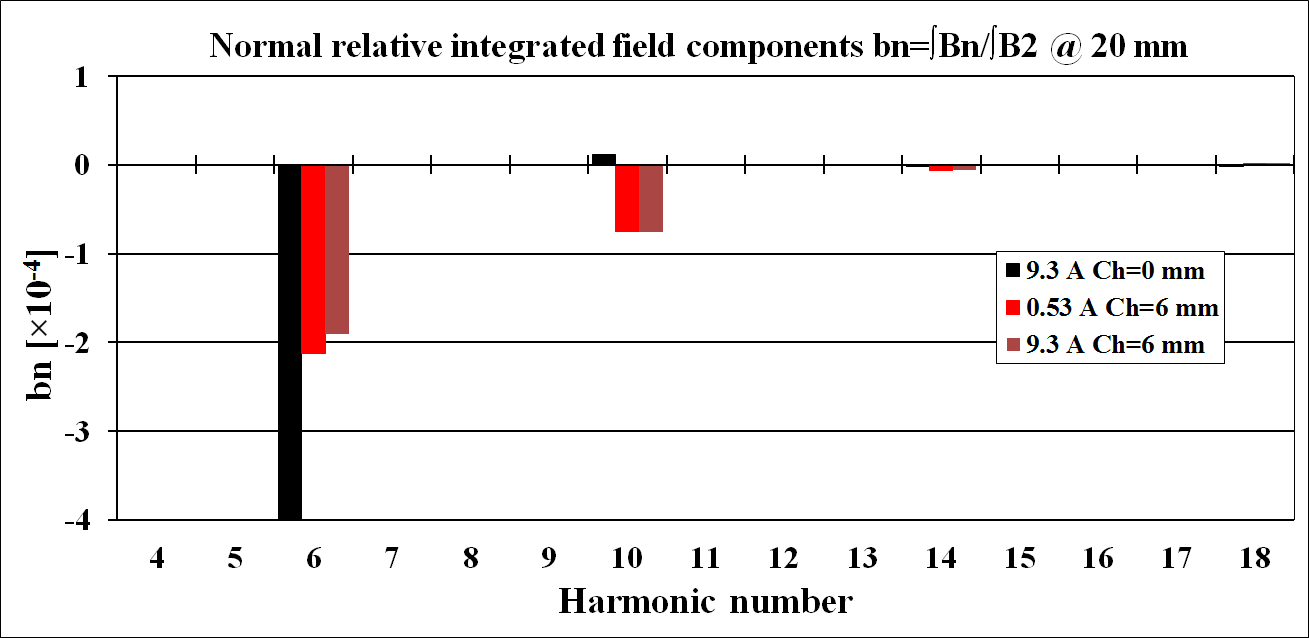 Normal relative integrated field components bn=∫Bn/∫B2 @ 20 mm
1
0
-1
-2
-3
-4
bn [×10⁻⁴]
9.3 A Ch=0 mm
0.53 A Ch=6 mm
9.3 A Ch=6 mm
4 5 6 7 8 9 10 11 12 13 14 15 16 17 18
Harmonic number